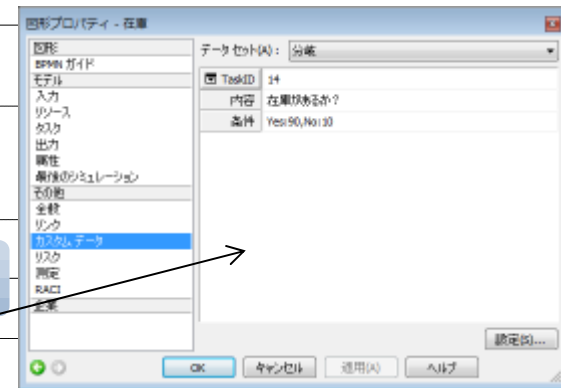 図形プロパティ - 在庫
図形
BPMN ガイド
モデル
入力
リソース
タスク
出力
属性
最後のシミュレーション
その他
全般
リンク
カスタム データ
リスク
測定
RACI
企業
データ セット(A): 分岐
TaskID 14
内容 在庫があるか?
条件 Yes:90,No:10
設定(S)...
OK キャンセル 適用(A) ヘルプ